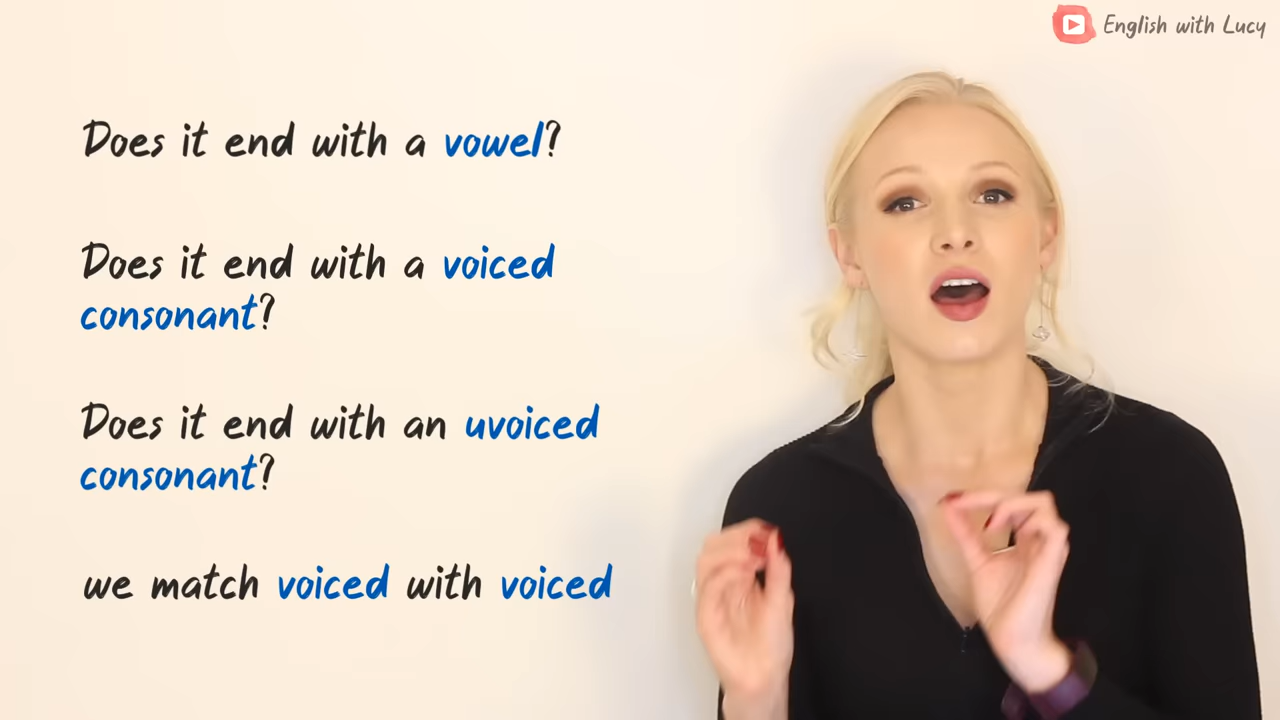 English with Lucy
Does it end with a vowel?
Does it end with a voiced
consonant?
Does it end with an uvoiced
consonant?
we match voiced with voiced